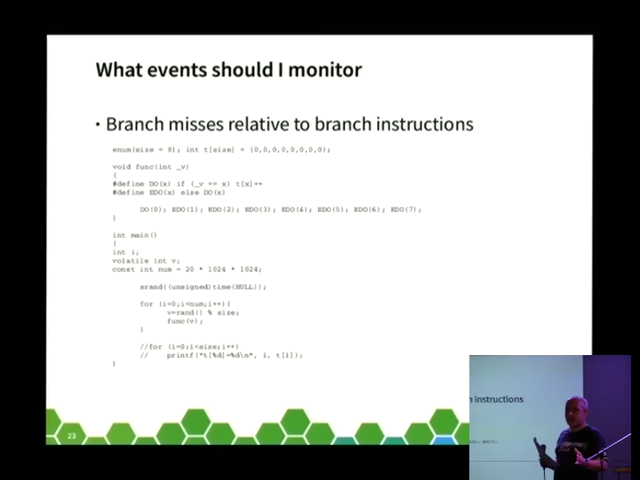 What events should I monitor
• Branch misses relative to branch instructions
enum{size = 8}; int t[size] = {0,0,0,0,0,0,0,0};
void func(int _v)
{
#define DO(x) if (_v == x) t[x]++
#define EDO(x) else DO(x)
DO(0); EDO(1); EDO(2); EDO(3); EDO(4); EDO(5); EDO(6); EDO(7);
}
int main()
{
int i;
volatile int v;
const int num = 20 * 1024 * 1024;
srand((unsigned)time(NULL));
for (i=0;i<num;i++){
v=rand() % size;
func(v);
}
//for (i=0;i<size;i++)
// printf("t[%d]=%d\n", i, t[i]);
}
23
instructions